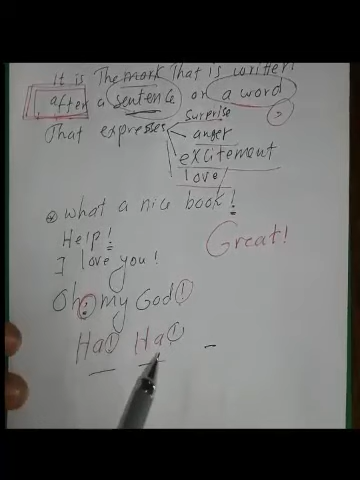 it is The mark That is written
after a sentence or a word
surprise
That expresses anger
excitement
love
what a nice book!
Help! Great!
I love you!
Oh! my God!
Ha! Ha! -